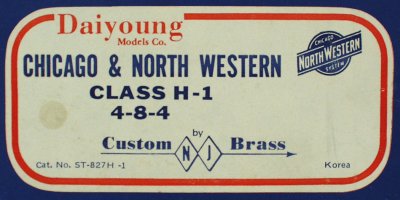 Daiyoung
Models Co.
CHICAGO & NORTH WESTERN
CHICAGO
NORTH WESTERN
SYSTEM
CLASS H-1
4-8-4
by
Custom N J Brass
Cat. No. ST-827H -1
Korea